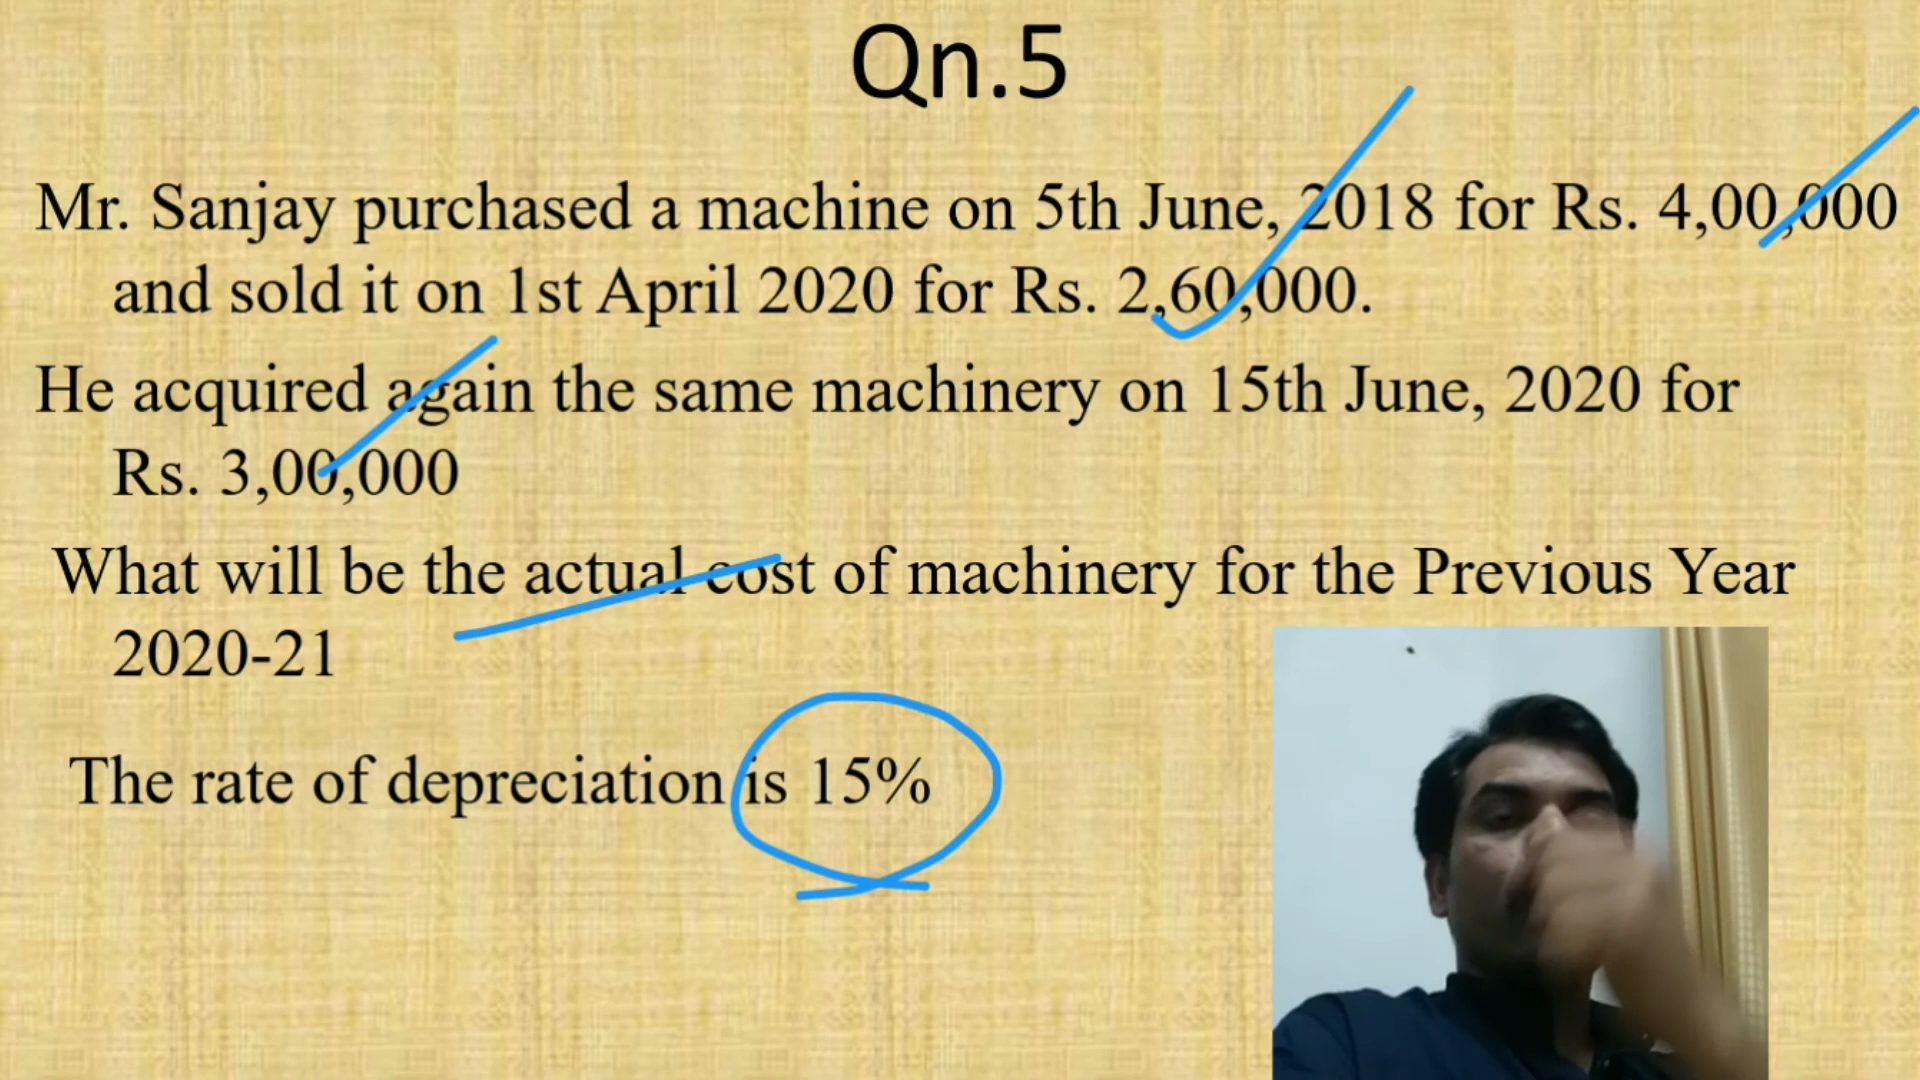 Qn.5
Mr. Sanjay purchased a machine on 5th June, 2018 for Rs. 4,00,000
and sold it on 1st April 2020 for Rs. 2,60,000.
He acquired again the same machinery on 15th June, 2020 for
Rs. 3,00,000
What will be the actual cost of machinery for the Previous Year
2020-21
The rate of depreciation is 15%